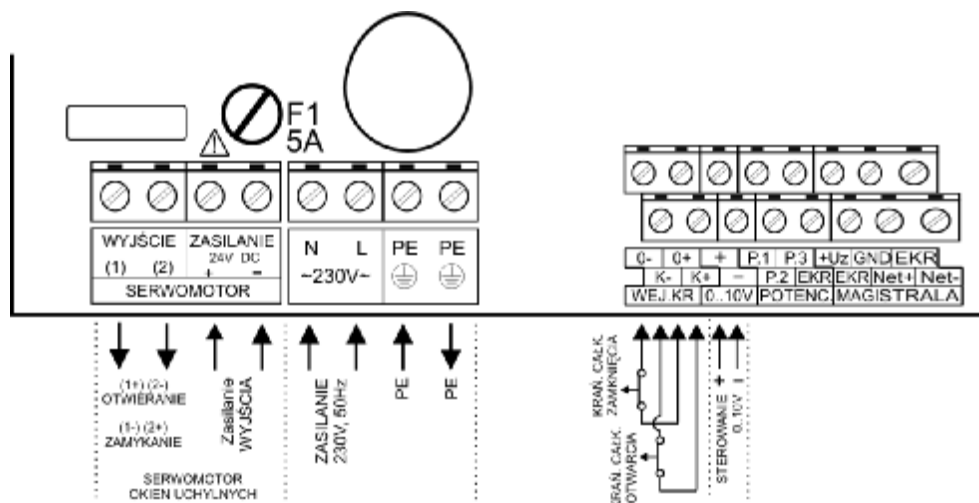 F1
5A
WYJŚCIE ZASILANIE
24V DC
(1) (2) + −
SERWOMOTOR
N L PE PE
~230V~
0- 0+ + P.1 P.3 +Uz GND EKR
K- K+ − P.2 EKR EKR Net+ Net-
WEJ.KR 0..10V POTENC. MAGISTRALA
(1+) (2-)
OTWIERANIE
(1-) (2+)
ZAMYKANIE
Zasilanie
WYJŚCIA
SERWOMOTOR
OKIEN UCHYLNYCH
ZASILANIE
230V, 50Hz
PE
PE
KRAŃ. CAŁK.
ZAMKNIĘCIA
KRAŃ. CAŁK.
OTWARCIA
STEROWANIE +
0..10V −